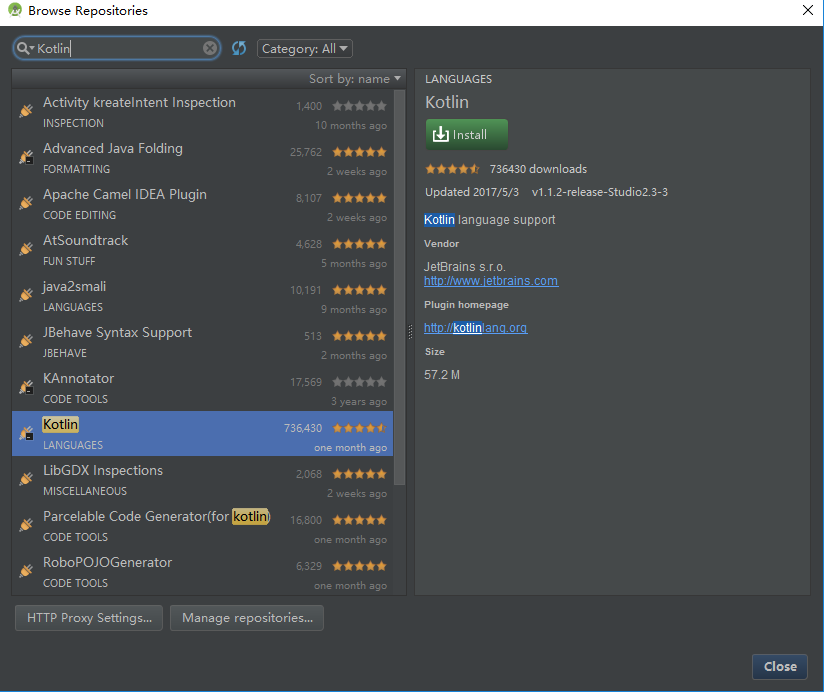 Browse Repositories
Kotlin
Category: All
Sort by: name
Activity kreateIntent Inspection 1,400
INSPECTION 10 months ago
Advanced Java Folding 25,762
FORMATTING 2 weeks ago
Apache Camel IDEA Plugin 8,107
CODE EDITING 2 weeks ago
AtSoundtrack 4,628
FUN STUFF 5 months ago
java2smali 10,191
LANGUAGES 9 months ago
JBehave Syntax Support 513
JBEHAVE 2 months ago
KAnnotator 17,569
CODE TOOLS 3 years ago
Kotlin 736,430
LANGUAGES one month ago
LibGDX Inspections 2,068
MISCELLANEOUS 2 weeks ago
Parcelable Code Generator(for kotlin) 16,800
CODE TOOLS one month ago
RoboPOJOGenerator 6,329
CODE TOOLS one month ago
LANGUAGES
Kotlin
Install
736430 downloads
Updated 2017/5/3 v1.1.2-release-Studio2.3-3
Kotlin language support
Vendor
JetBrains s.r.o.
http://www.jetbrains.com
Plugin homepage
http://kotlinlang.org
Size
57.2 M
HTTP Proxy Settings...
Manage repositories...
Close